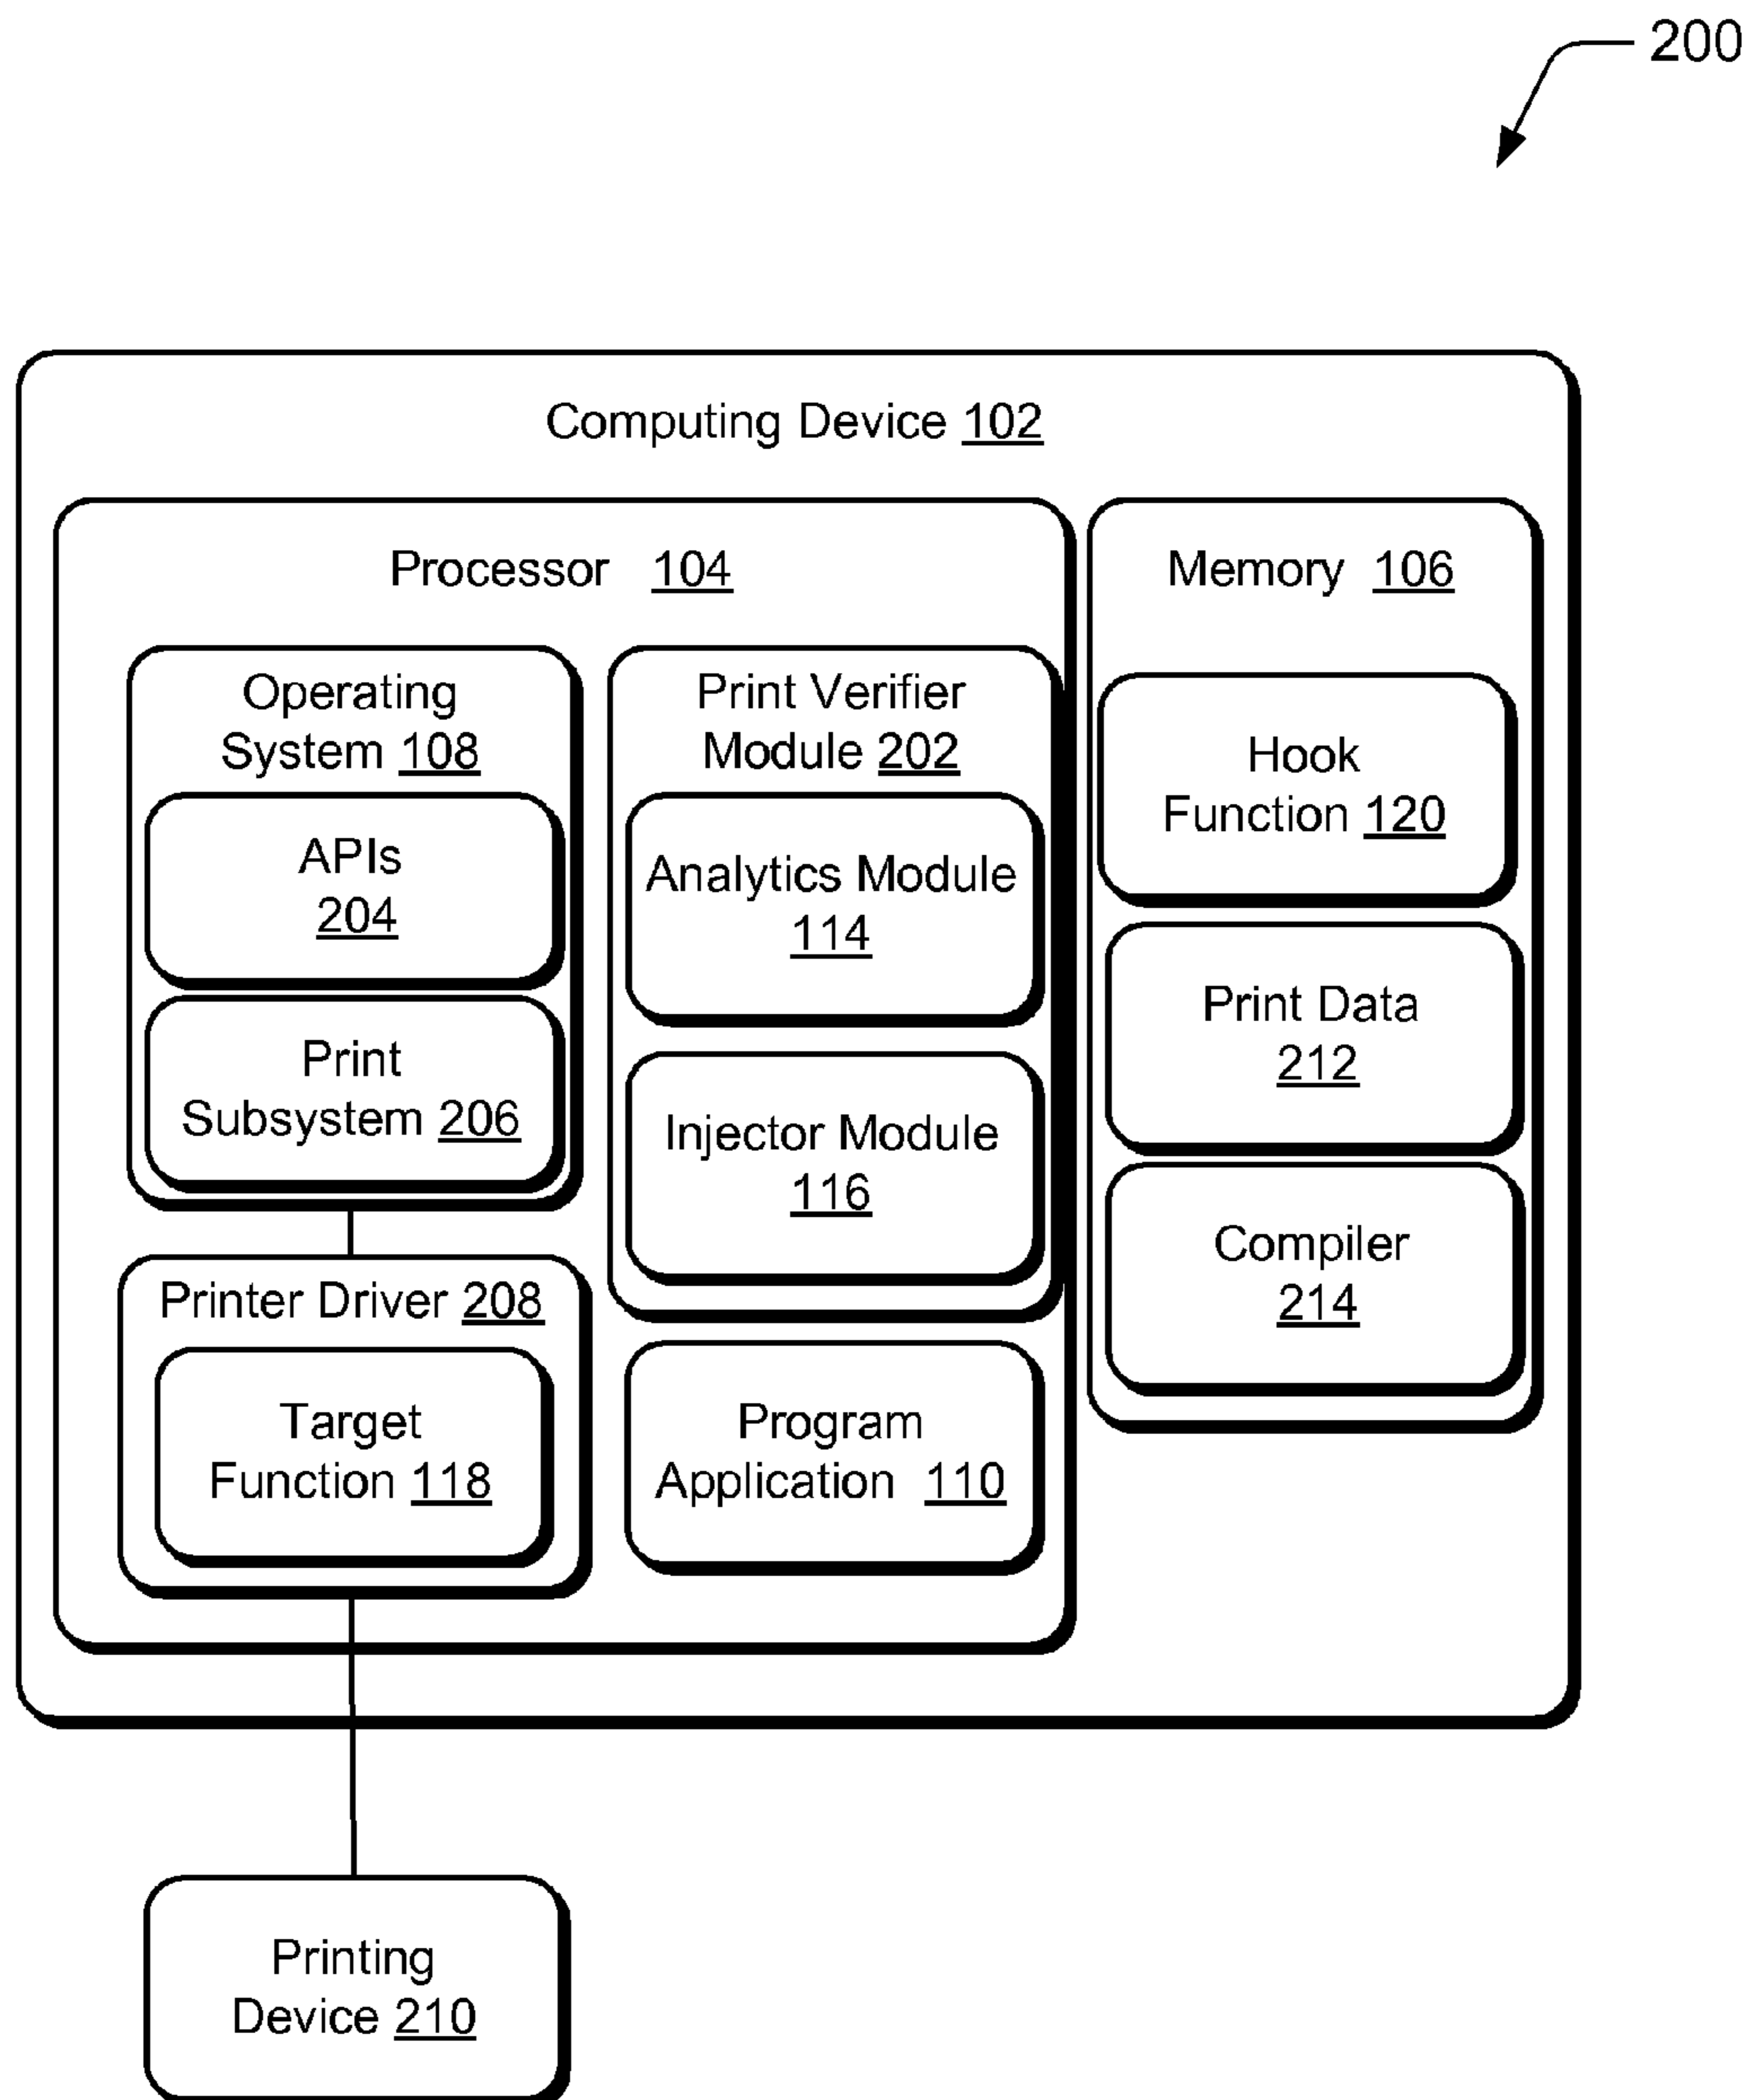 200
Computing Device 102
Processor 104
Operating
System 108
APIs
204
Print
Subsystem 206
Printer Driver 208
Target
Function 118
Print Verifier
Module 202
Analytics Module
114
Injector Module
116
Program
Application 110
Memory 106
Hook
Function 120
Print Data
212
Compiler
214
Printing
Device 210